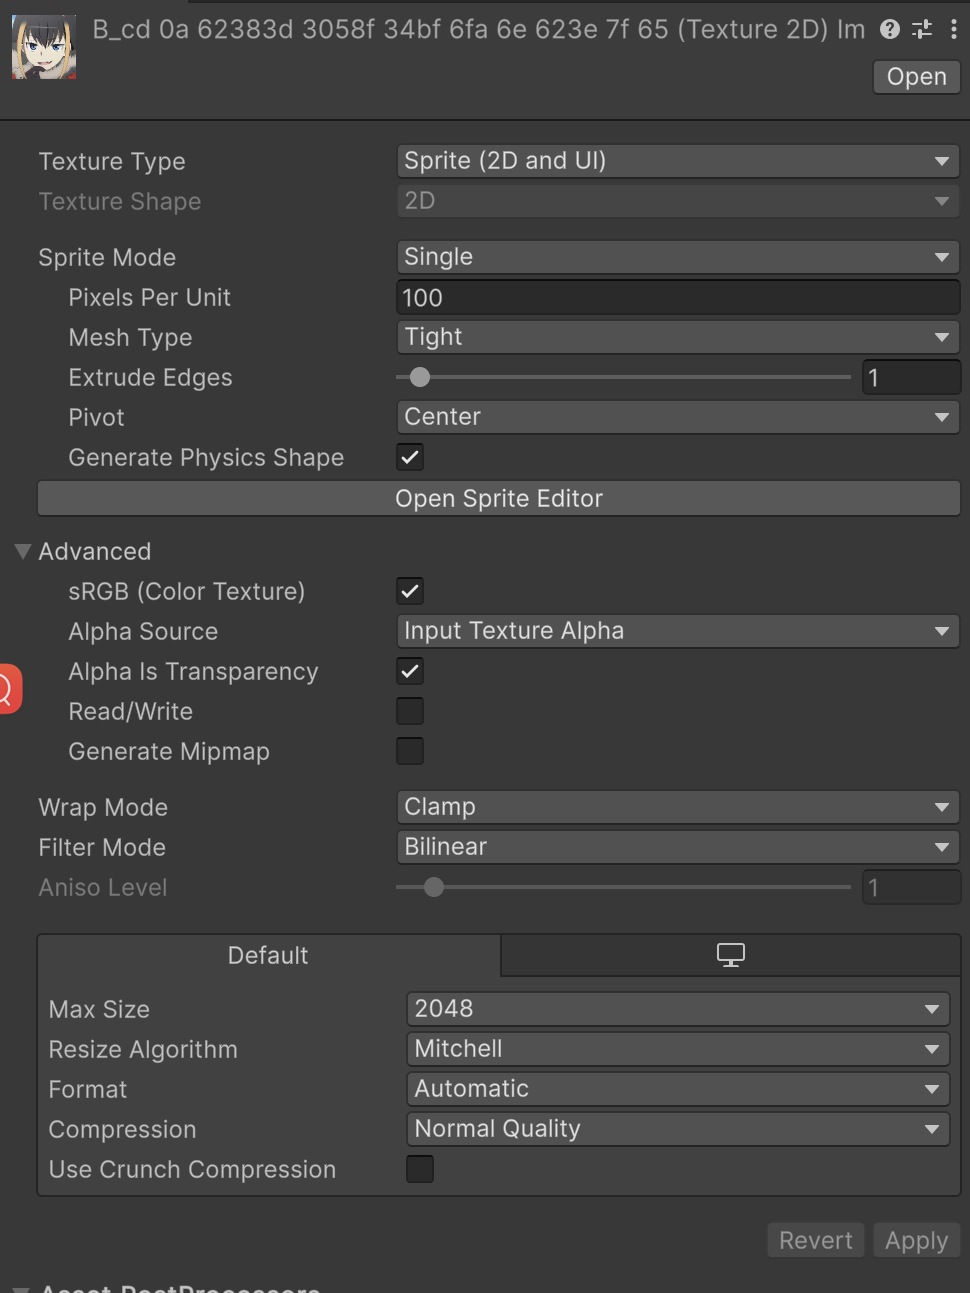 B_cd 0a 62383d 3058f 34bf 6fa 6e 623e 7f 65 (Texture 2D) Im
Open
Texture Type Sprite (2D and UI)
Texture Shape 2D
Sprite Mode Single
Pixels Per Unit 100
Mesh Type Tight
Extrude Edges 1
Pivot Center
Generate Physics Shape
Open Sprite Editor
Advanced
sRGB (Color Texture)
Alpha Source Input Texture Alpha
Alpha Is Transparency
Read/Write
Generate Mipmap
Wrap Mode Clamp
Filter Mode Bilinear
Aniso Level 1
Default
Max Size 2048
Resize Algorithm Mitchell
Format Automatic
Compression Normal Quality
Use Crunch Compression
Revert Apply
Asset PostProcessors